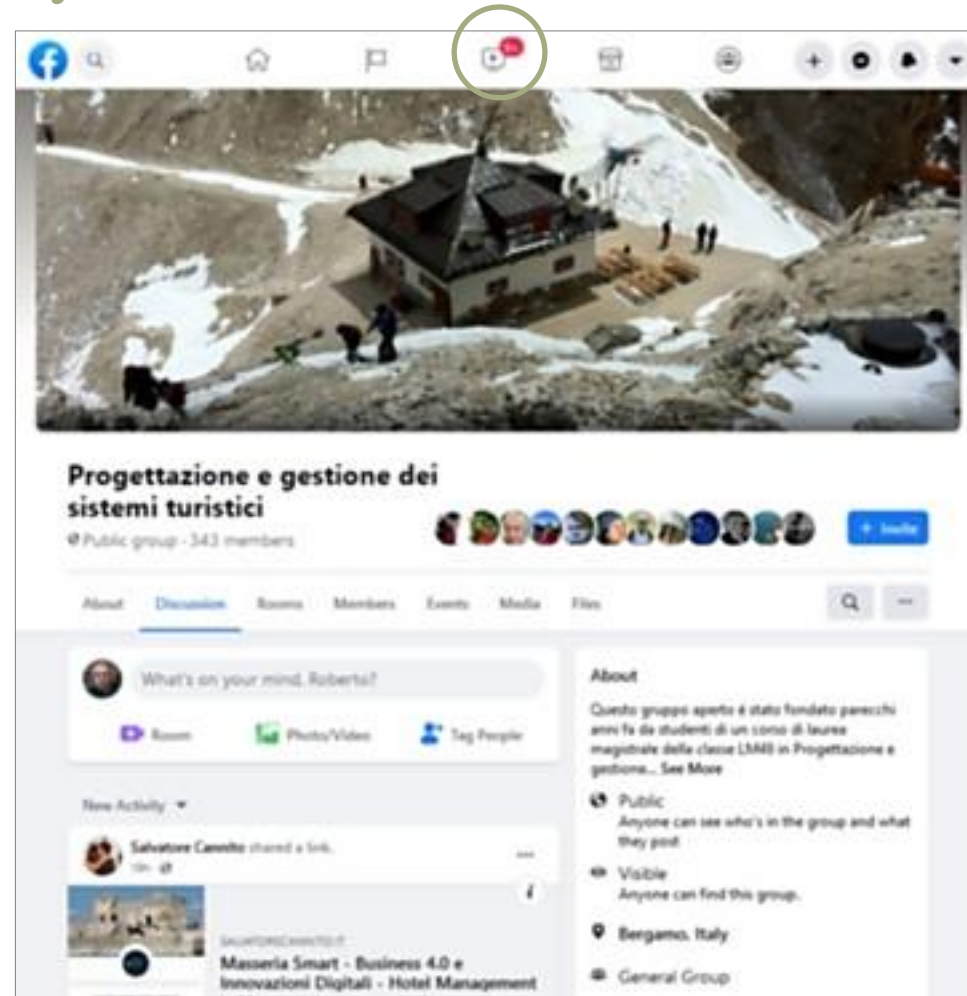 9+
Progettazione e gestione dei
sistemi turistici
Public group · 343 members
+ Invite
About Discussion Rooms Members Events Media Files
What's on your mind, Roberto?
Room Photo/Video Tag People
New Activity
Salvatore Cannito shared a link.
SALVATORECANNITO.IT
Masseria Smart - Business 4.0 e
Innovazioni Digitali - Hotel Management
About
Questo gruppo aperto è stato fondato parecchi
anni fa da studenti di un corso di laurea
magistrale della classe LM49 in Progettazione e
gestione... See More
Public
Anyone can see who's in the group and what
they post
Visible
Anyone can find this group.
Bergamo, Italy
General Group